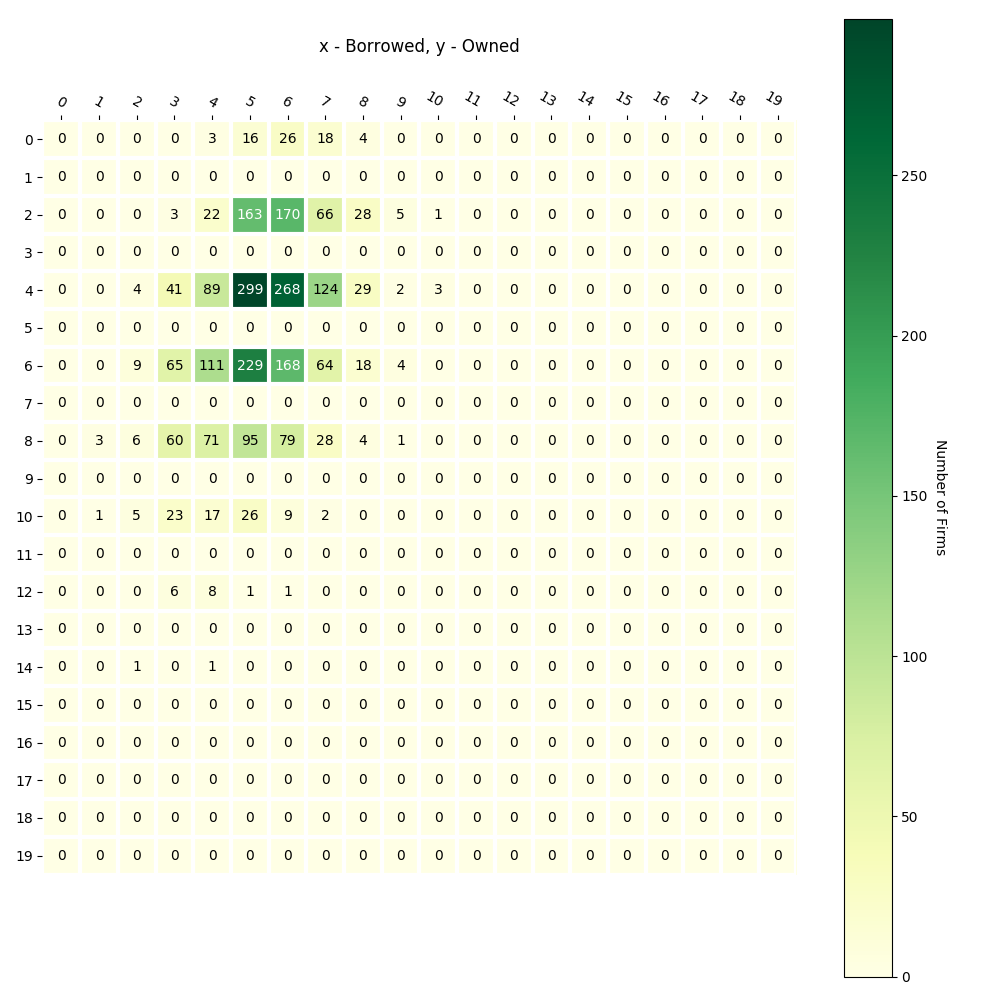 x - Borrowed, y - Owned
0 1 2 3 4 5 6 7 8 9 10 11 12 13 14 15 16 17 18 19
0 0 0 0 0 3 16 26 18 4 0 0 0 0 0 0 0 0 0 0 0
1 0 0 0 0 0 0 0 0 0 0 0 0 0 0 0 0 0 0 0 0
2 0 0 0 3 22 163 170 66 28 5 1 0 0 0 0 0 0 0 0 0
3 0 0 0 0 0 0 0 0 0 0 0 0 0 0 0 0 0 0 0 0
4 0 0 4 41 89 299 268 124 29 2 3 0 0 0 0 0 0 0 0 0
5 0 0 0 0 0 0 0 0 0 0 0 0 0 0 0 0 0 0 0 0
6 0 0 9 65 111 229 168 64 18 4 0 0 0 0 0 0 0 0 0 0
7 0 0 0 0 0 0 0 0 0 0 0 0 0 0 0 0 0 0 0 0
8 0 3 6 60 71 95 79 28 4 1 0 0 0 0 0 0 0 0 0 0
9 0 0 0 0 0 0 0 0 0 0 0 0 0 0 0 0 0 0 0 0
10 0 1 5 23 17 26 9 2 0 0 0 0 0 0 0 0 0 0 0 0
11 0 0 0 0 0 0 0 0 0 0 0 0 0 0 0 0 0 0 0 0
12 0 0 0 6 8 1 1 0 0 0 0 0 0 0 0 0 0 0 0 0
13 0 0 0 0 0 0 0 0 0 0 0 0 0 0 0 0 0 0 0 0
14 0 0 1 0 1 0 0 0 0 0 0 0 0 0 0 0 0 0 0 0
15 0 0 0 0 0 0 0 0 0 0 0 0 0 0 0 0 0 0 0 0
16 0 0 0 0 0 0 0 0 0 0 0 0 0 0 0 0 0 0 0 0
17 0 0 0 0 0 0 0 0 0 0 0 0 0 0 0 0 0 0 0 0
18 0 0 0 0 0 0 0 0 0 0 0 0 0 0 0 0 0 0 0 0
19 0 0 0 0 0 0 0 0 0 0 0 0 0 0 0 0 0 0 0 0
250
200
150
100
50
0
Number of Firms